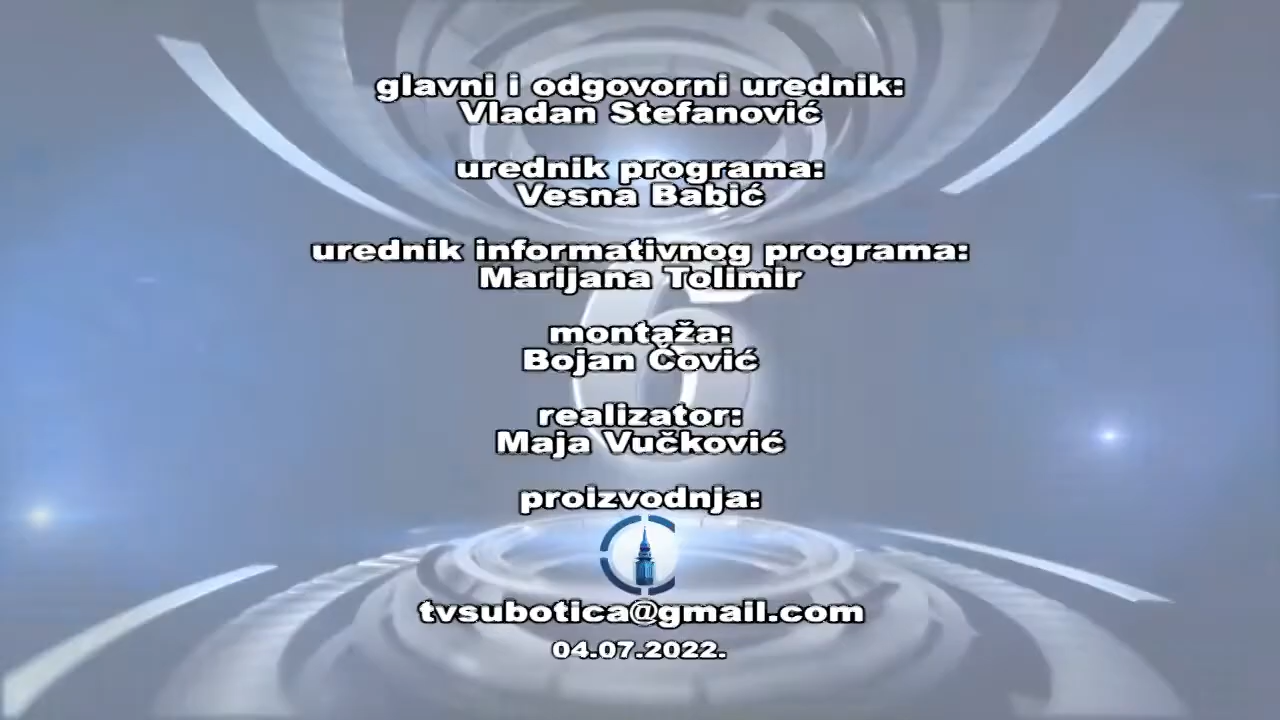 glavni i odgovorni urednik:
Vladan Stefanović
urednik programa:
Vesna Babić
urednik informativnog programa:
Marijana Tolimir
montaža:
Bojan Čović
realizator:
Maja Vučković
proizvodnja:
tvsubotica@gmail.com
04.07.2022.
6